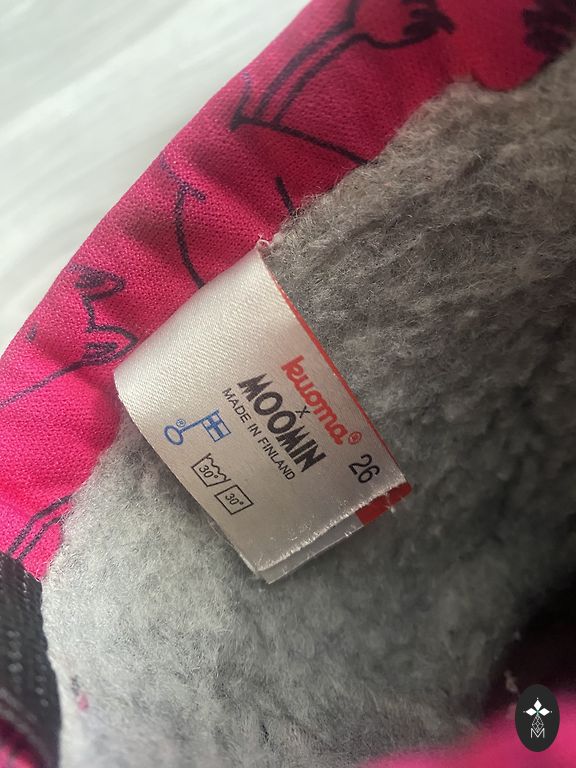 kuoma®
x
MOOMIN
MADE IN FINLAND
®
30° 30°
26
M